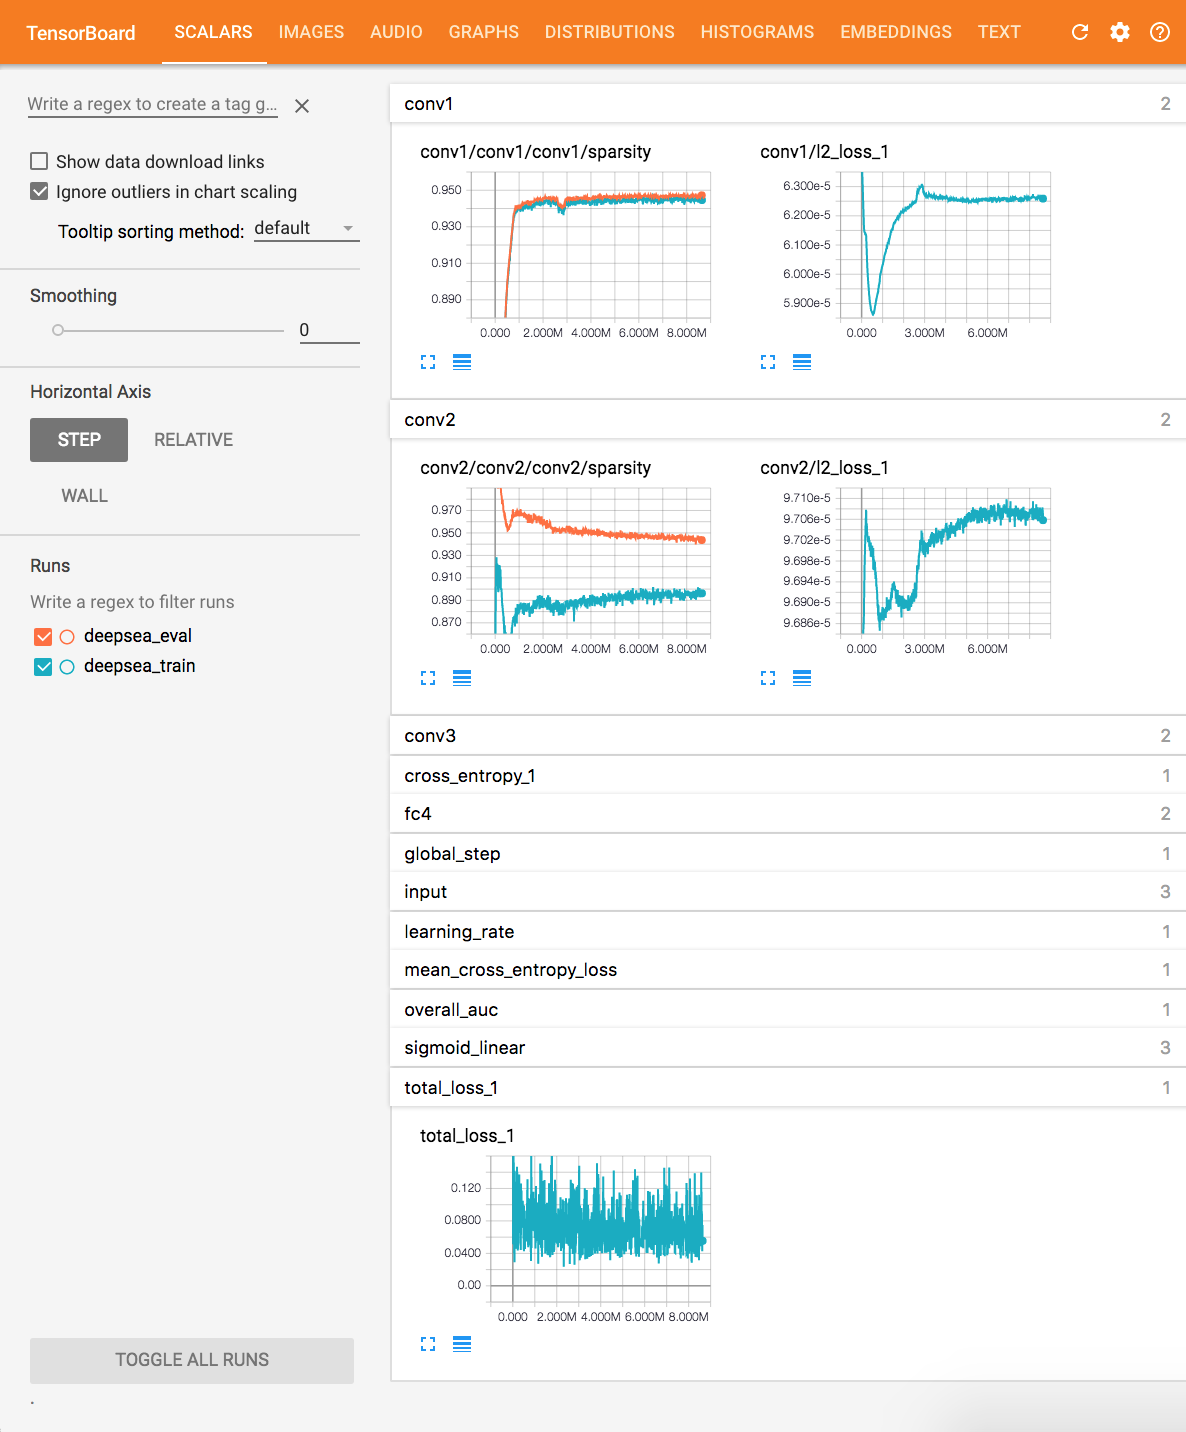 TensorBoard SCALARS IMAGES AUDIO GRAPHS DISTRIBUTIONS HISTOGRAMS EMBEDDINGS TEXT
Write a regex to create a tag g...
Show data download links
Ignore outliers in chart scaling
Tooltip sorting method: default
Smoothing
0
Horizontal Axis
STEP RELATIVE
WALL
Runs
Write a regex to filter runs
deepsea_eval
deepsea_train
TOGGLE ALL RUNS
.
conv1 2
conv1/conv1/conv1/sparsity
0.950
0.930
0.910
0.890
0.000 2.000M 4.000M 6.000M 8.000M
conv1/l2_loss_1
6.300e-5
6.200e-5
6.100e-5
6.000e-5
5.900e-5
0.000 3.000M 6.000M
conv2 2
conv2/conv2/conv2/sparsity
0.970
0.950
0.930
0.910
0.890
0.870
0.000 2.000M 4.000M 6.000M 8.000M
conv2/l2_loss_1
9.710e-5
9.706e-5
9.702e-5
9.698e-5
9.694e-5
9.690e-5
9.686e-5
0.000 3.000M 6.000M
conv3 2
cross_entropy_1 1
fc4 2
global_step 1
input 3
learning_rate 1
mean_cross_entropy_loss 1
overall_auc 1
sigmoid_linear 3
total_loss_1 1
total_loss_1
0.120
0.0800
0.0400
0.00
0.000 2.000M 4.000M 6.000M 8.000M